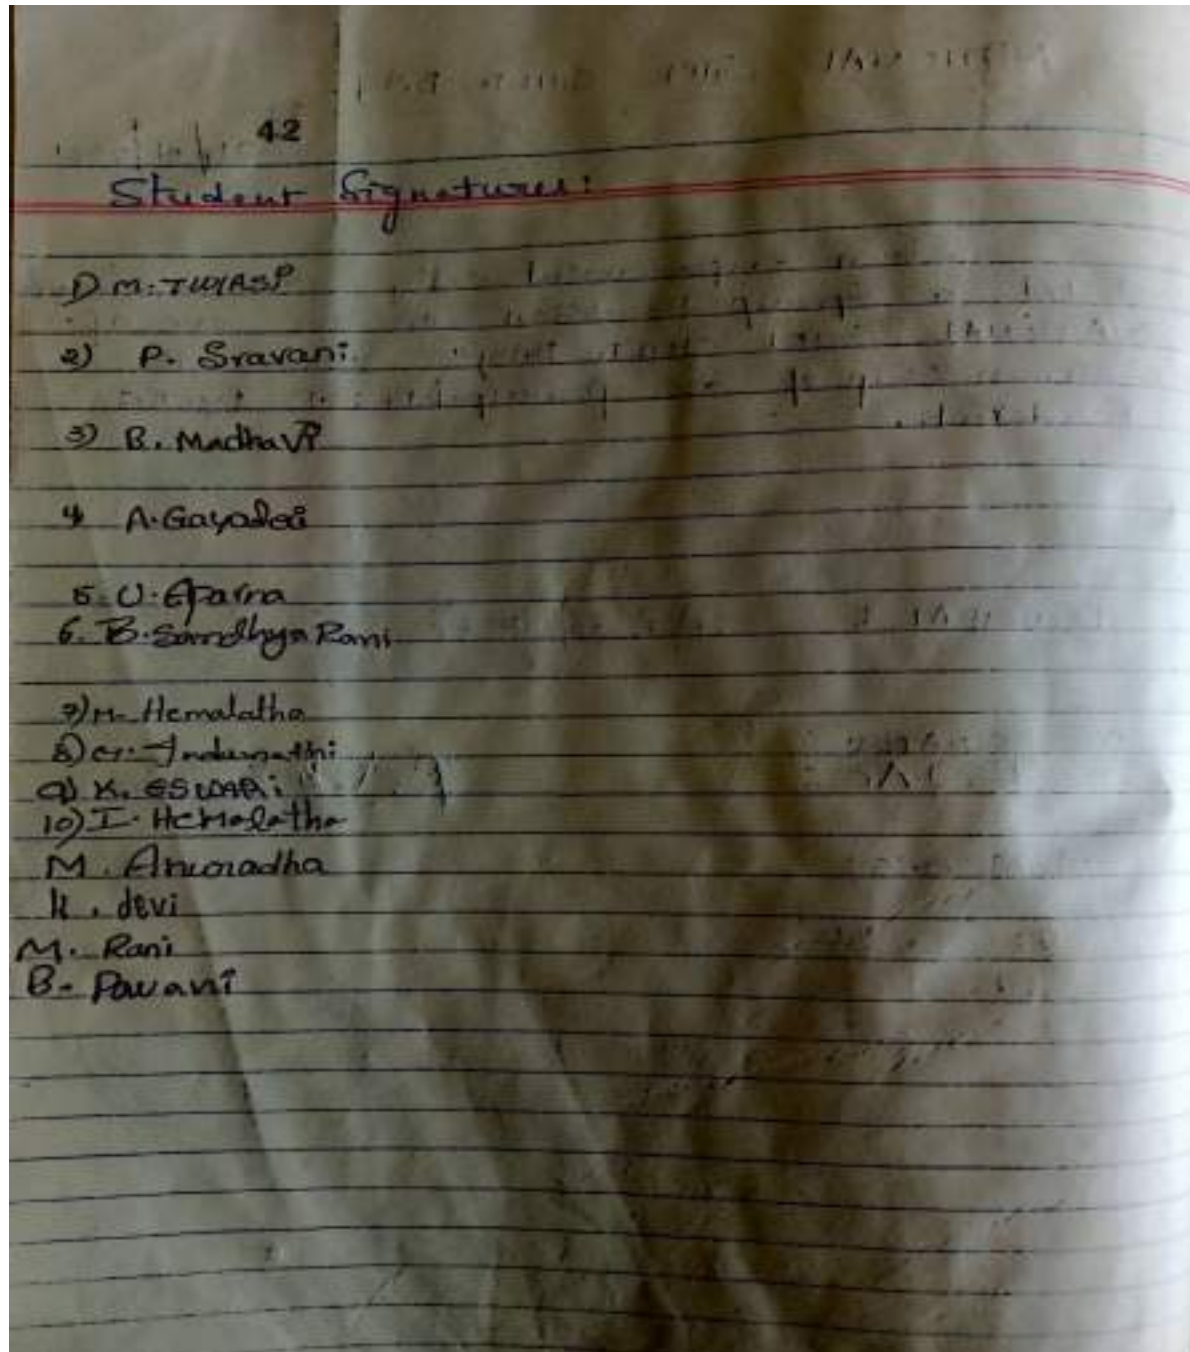 42
Student Signatures:
1) M. TULASI
2) P. Sravani
3) B. Madhavi
4 A. Gayatri
5. U. Aparna
6. B. Sandhya Rani
7) M. Hemalatha
8) G. Indumathi
9) K. ESWARi
10) I. Hemalatha
M. Anuradha
K. devi
M. Rani
B. Pavani